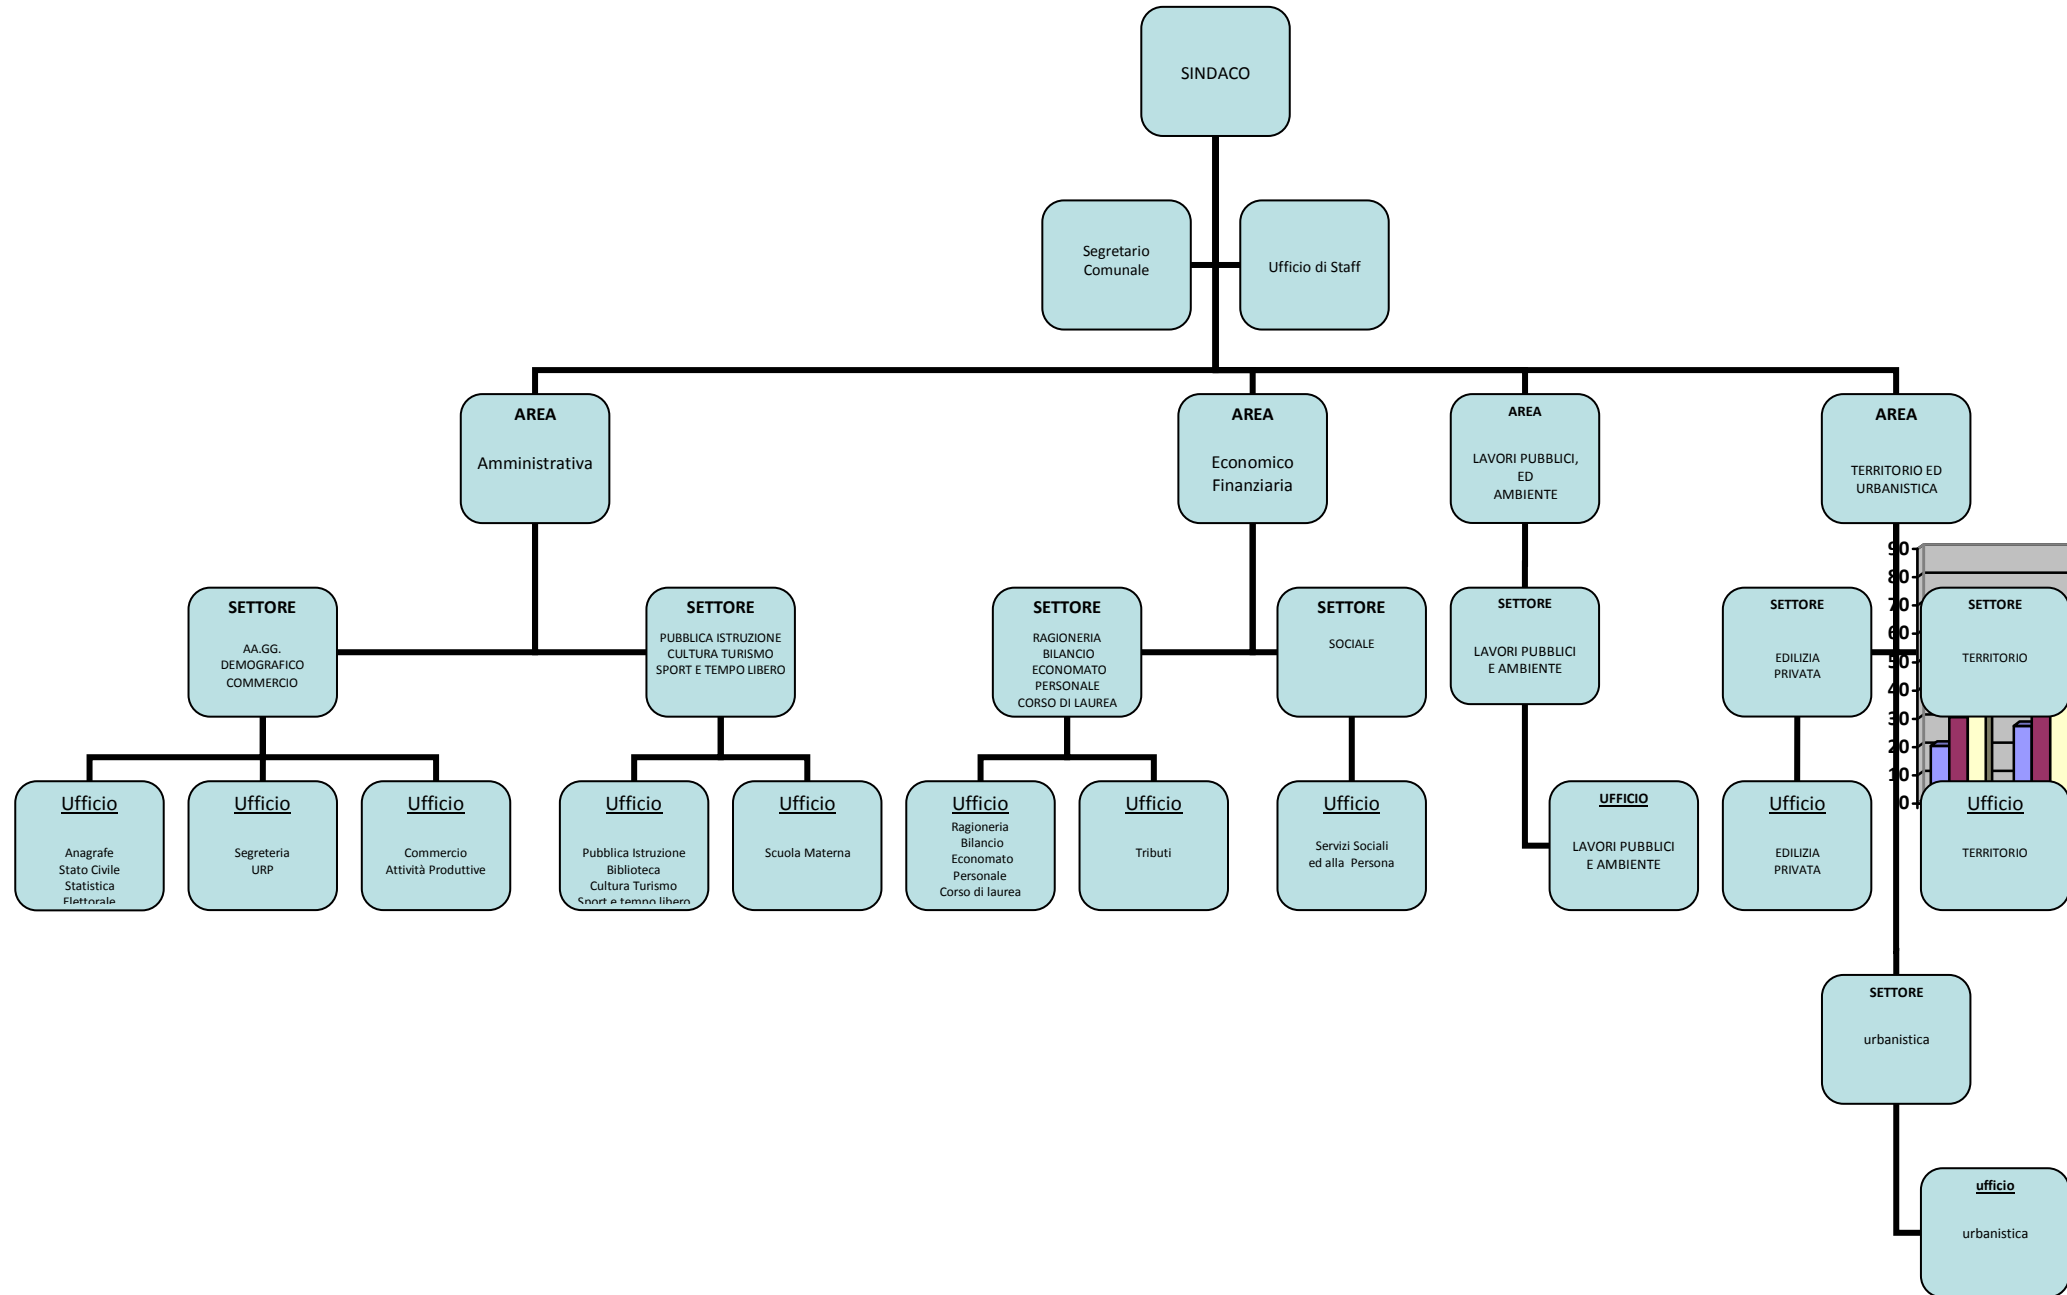 SINDACO
Segretario
Comunale
Ufficio di Staff
AREA
Amministrativa
AREA
Economico
Finanziaria
AREA
LAVORI PUBBLICI,
ED
AMBIENTE
AREA
TERRITORIO ED
URBANISTICA
SETTORE
AA.GG.
DEMOGRAFICO
COMMERCIO
SETTORE
PUBBLICA ISTRUZIONE
CULTURA TURISMO
SPORT E TEMPO LIBERO
SETTORE
RAGIONERIA
BILANCIO
ECONOMATO
PERSONALE
CORSO DI LAUREA
SETTORE
SOCIALE
SETTORE
LAVORI PUBBLICI
E AMBIENTE
SETTORE
EDILIZIA
PRIVATA
90
80
70
60
50
40
30
20
10
0
SETTORE
TERRITORIO
Ufficio
Anagrafe
Stato Civile
Statistica
Elettorale
Ufficio
Segreteria
URP
Ufficio
Commercio
Attività Produttive
Ufficio
Pubblica Istruzione
Biblioteca
Cultura Turismo
Sport e tempo libero
Ufficio
Scuola Materna
Ufficio
Ragioneria
Bilancio
Economato
Personale
Corso di laurea
Ufficio
Tributi
Ufficio
Servizi Sociali
ed alla  Persona
UFFICIO
LAVORI PUBBLICI
E AMBIENTE
Ufficio
EDILIZIA
PRIVATA
Ufficio
TERRITORIO
SETTORE
urbanistica
ufficio
urbanistica